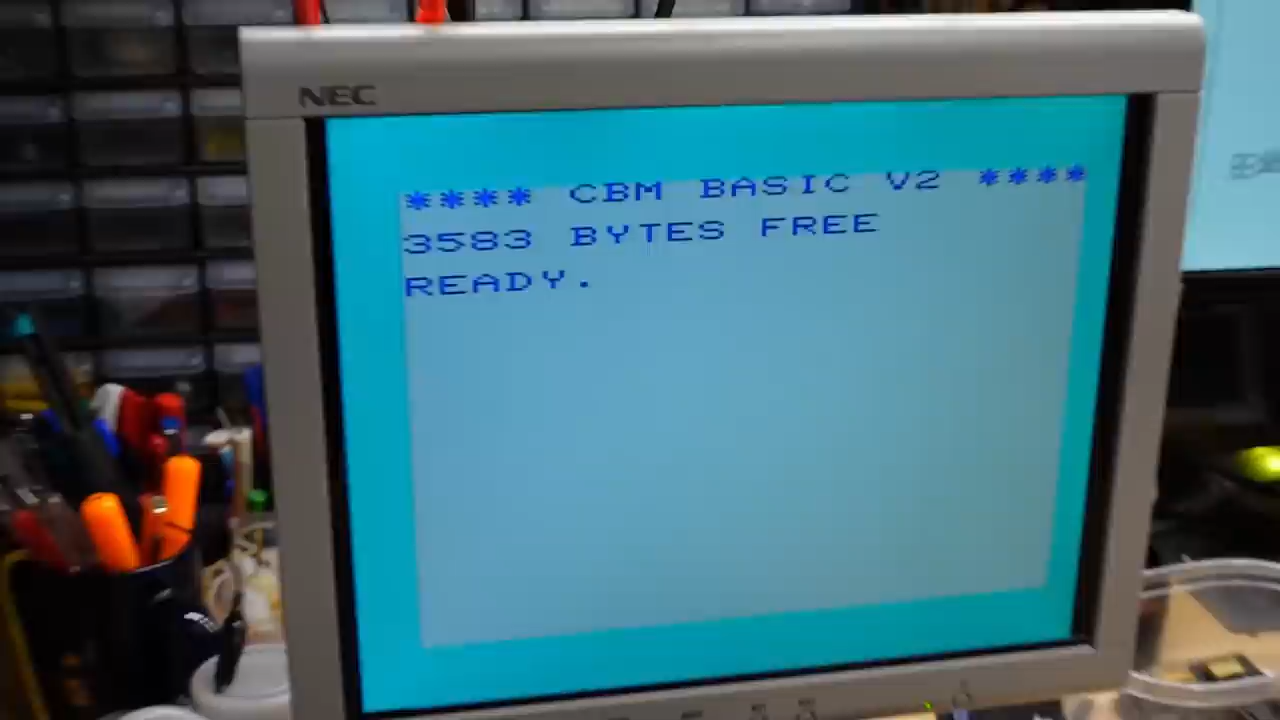 NEC
**** CBM BASIC V2 ****
3583 BYTES FREE
READY.